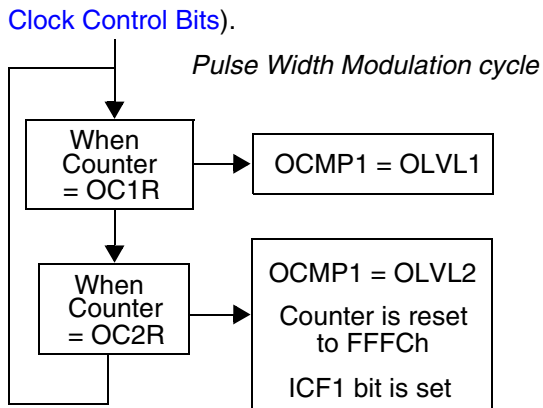 Clock Control Bits).
Pulse Width Modulation cycle
When
Counter
= OC1R
OCMP1 = OLVL1
When
Counter
= OC2R
OCMP1 = OLVL2
Counter is reset
to FFFCh
ICF1 bit is set